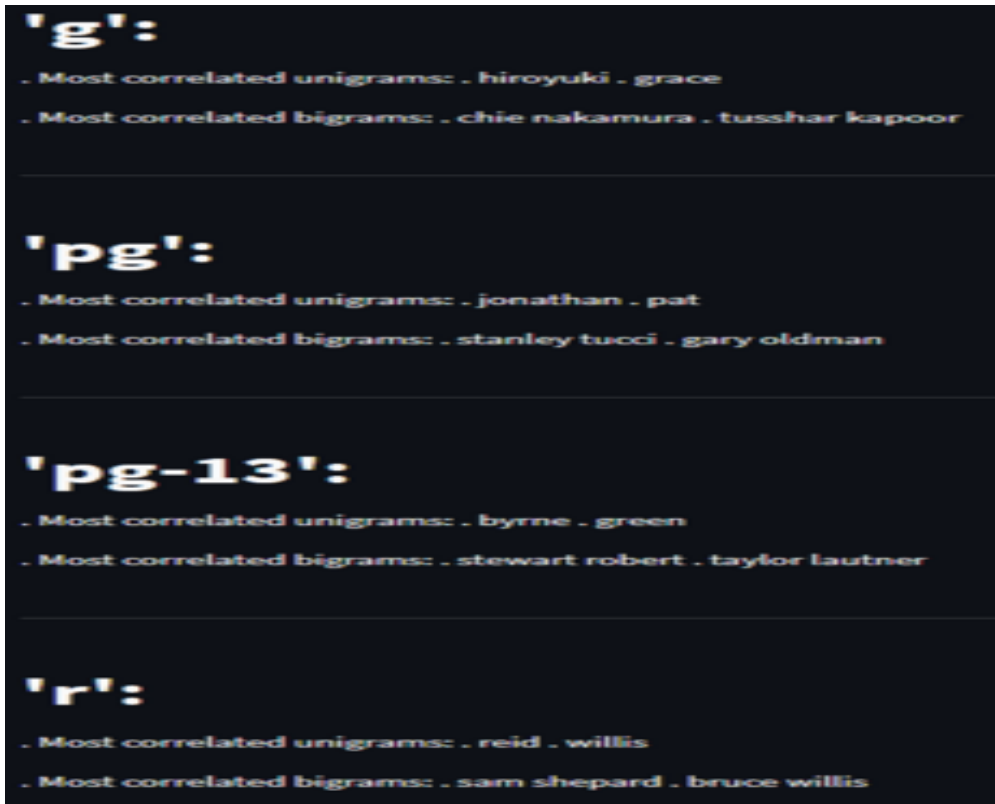 'g':
. Most correlated unigrams: . hiroyuki . grace
. Most correlated bigrams: . chie nakamura . tusshar kapoor
'pg':
. Most correlated unigrams: . jonathan . pat
. Most correlated bigrams: . stanley tucci . gary oldman
'pg-13':
. Most correlated unigrams: . byrne . green
. Most correlated bigrams: . stewart robert . taylor lautner
'r':
. Most correlated unigrams: . reid . willis
. Most correlated bigrams: . sam shepard . bruce willis